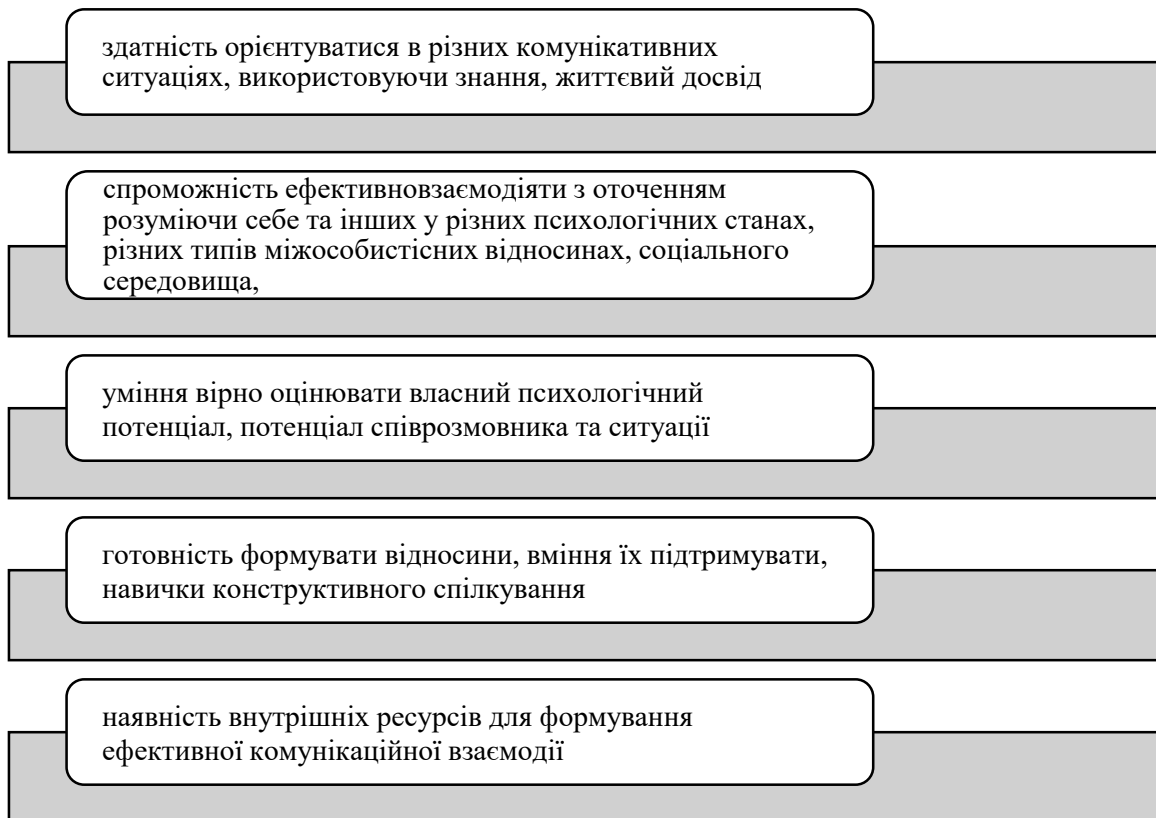 здатність орієнтуватися в різних комунікативних
ситуаціях, використовуючи знання, життєвий досвід
спроможність ефективновзаємодіяти з оточенням
розуміючи себе та інших у різних психологічних станах,
різних типів міжособистісних відносинах, соціального
середовища,
уміння вірно оцінювати власний психологічний
потенціал, потенціал співрозмовника та ситуації
готовність формувати відносини, вміння їх підтримувати,
навички конструктивного спілкування
наявність внутрішніх ресурсів для формування
ефективної комунікаційної взаємодії